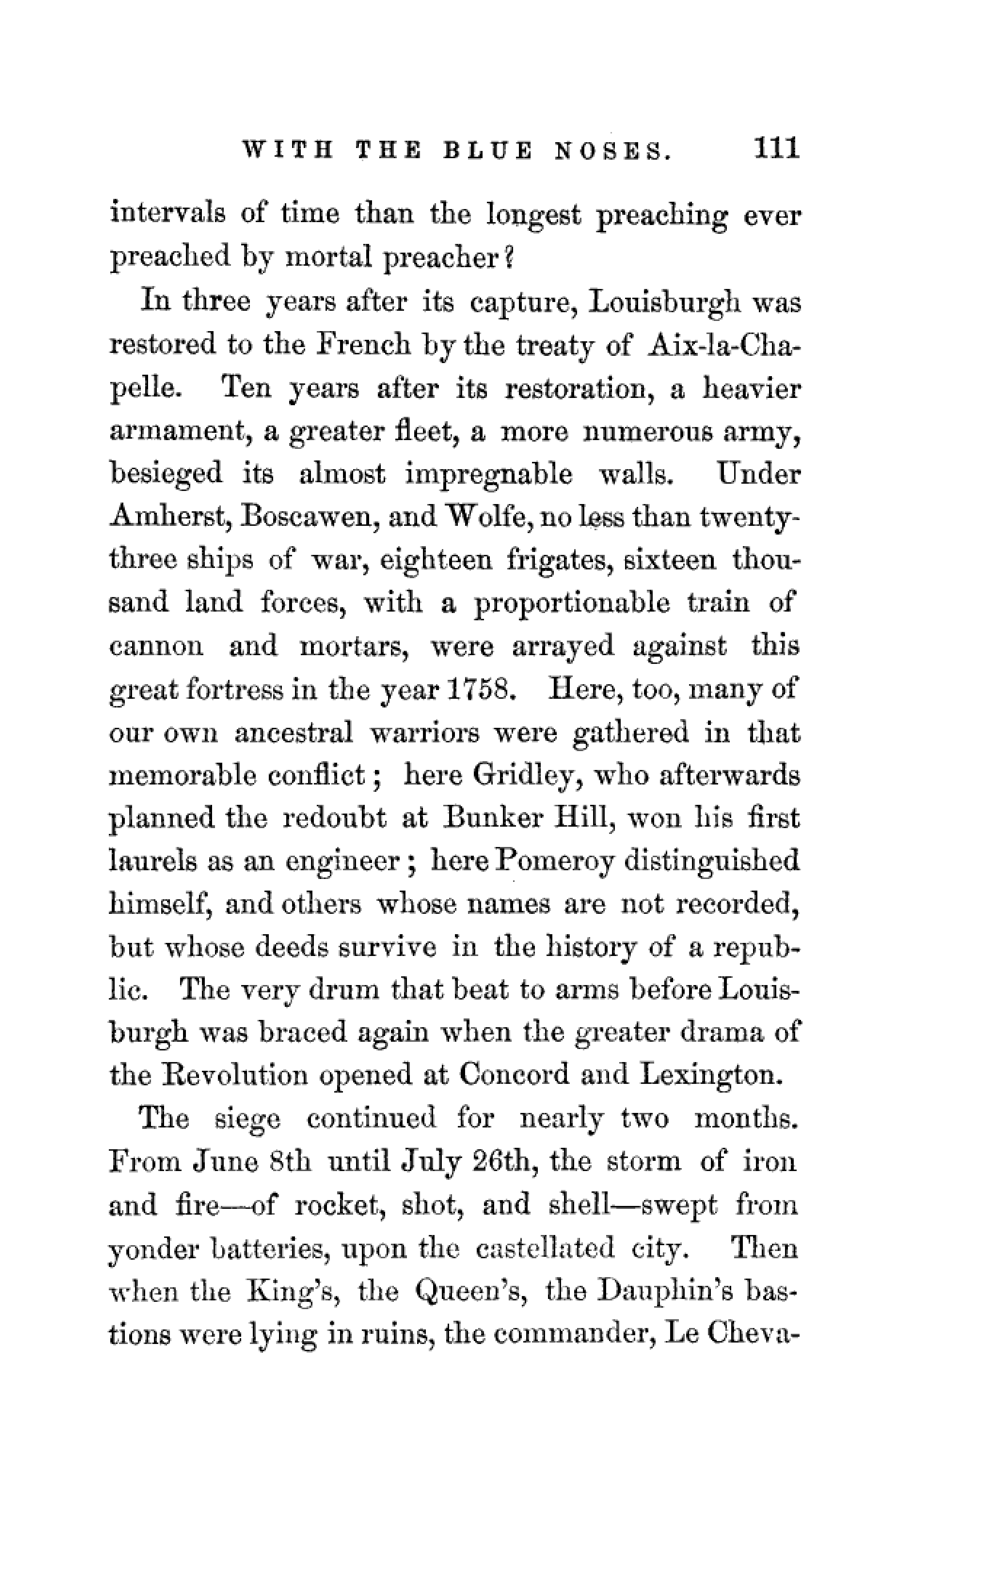 WITH THE BLUE NOSES. 111
intervals of time than the longest preaching ever
preached by mortal preacher?
In three years after its capture, Louisburgh was
restored to the French by the treaty of Aix-la-Cha-
pelle. Ten years after its restoration, a heavier
armament, a greater fleet, a more numerous army,
besieged its almost impregnable walls. Under
Amherst, Boscawen, and Wolfe, no less than twenty-
three ships of war, eighteen frigates, sixteen thou-
sand land forces, with a proportionable train of
cannon and mortars, were arrayed against this
great fortress in the year 1758. Here, too, many of
our own ancestral warriors were gathered in that
memorable conflict; here Gridley, who afterwards
planned the redoubt at Bunker Hill, won his first
laurels as an engineer; here Pomeroy distinguished
himself, and others whose names are not recorded,
but whose deeds survive in the history of a repub-
lic. The very drum that beat to arms before Louis-
burgh was braced again when the greater drama of
the Revolution opened at Concord and Lexington.
The siege continued for nearly two months.
From June 8th until July 26th, the storm of iron
and fire—of rocket, shot, and shell—swept from
yonder batteries, upon the castellated city. Then
when the King's, the Queen's, the Dauphin's bas-
tions were lying in ruins, the commander, Le Cheva-